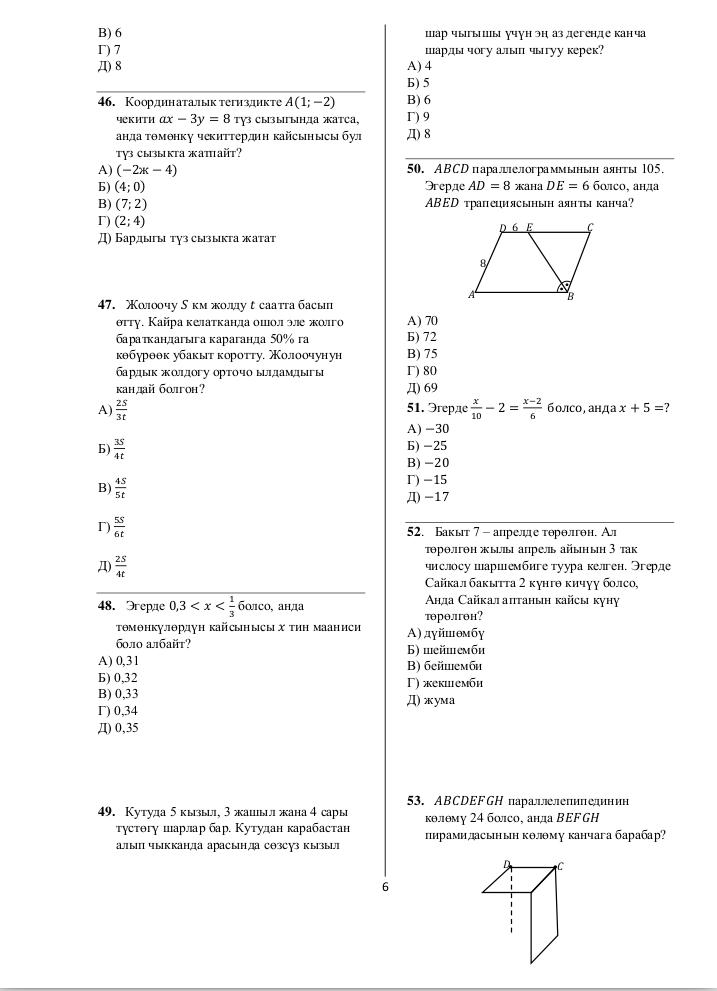 В) 6
Г) 7
Д) 8
46. Координаталык тегиздикте A(1; −2)
чекити ax − 3y = 8 түз сызыгында жатса,
анда төмөнкү чекиттердин кайсынысы бул
түз сызыкта жатпайт?
А) (−2ж − 4)
Б) (4; 0)
В) (7; 2)
Г) (2; 4)
Д) Бардыгы түз сызыкта жатат
47. Жолоочу S км жолду t саатта басып
өттү. Кайра келатканда ошол эле жолго
бараткандагыга караганда 50% га
көбүрөөк убакыт коротту. Жолоочунун
бардык жолдогу орточо ылдамдыгы
кандай болгон?
А) 2S/3t
Б) 3S/4t
В) 4S/5t
Г) 5S/6t
Д) 2S/4t
48. Эгерде 0,3 < x < 1/3 болсо, анда
төмөнкүлөрдүн кайсынысы x тин мааниси
боло албайт?
А) 0,31
Б) 0,32
В) 0,33
Г) 0,34
Д) 0,35
49. Кутуда 5 кызыл, 3 жашыл жана 4 сары
түстөгү шарлар бар. Кутудан карабастан
алып чыкканда арасында сөзсүз кызыл
шар чыгышы үчүн эң аз дегенде канча
шарды чогу алып чыгуу керек?
А) 4
Б) 5
В) 6
Г) 9
Д) 8
50. ABCD параллелограммынын аянты 105.
Эгерде AD = 8 жана DE = 6 болсо, анда
ABED трапециясынын аянты канча?
D 6 E C
8
A B
А) 70
Б) 72
В) 75
Г) 80
Д) 69
51. Эгерде x/10 − 2 = x−2/6 болсо, анда x + 5 =?
А) −30
Б) −25
В) −20
Г) −15
Д) −17
52. Бакыт 7 – апрелде төрөлгөн. Ал
төрөлгөн жылы апрель айынын 3 так
числосу шаршембиге туура келген. Эгерде
Сайкал бакытта 2 күнгө кичүү болсо,
Анда Сайкал аптанын кайсы күнү
төрөлгөн?
А) дүйшөмбү
Б) шейшемби
В) бейшемби
Г) жекшемби
Д) жума
53. ABCDEFGH параллелепипединин
көлөмү 24 болсо, анда BEFGH
пирамидасынын көлөмү канчага барабар?
D C
6